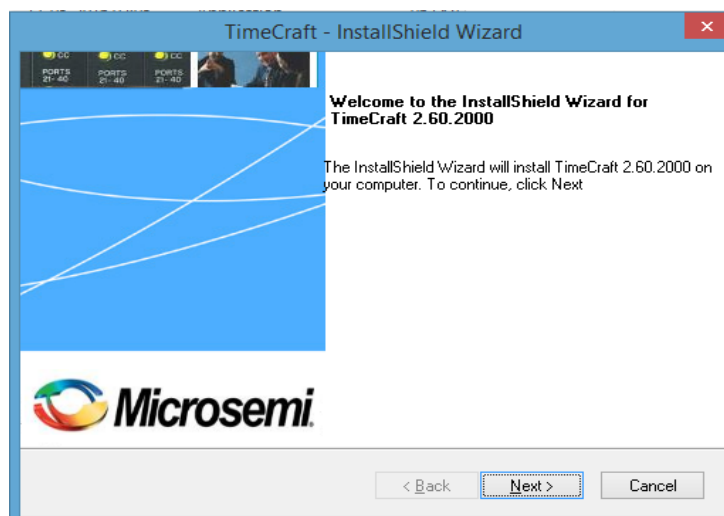 TimeCraft - InstallShield Wizard
CC CC CC
PORTS PORTS PORTS
21-40 21-40 21-40
Welcome to the InstallShield Wizard for
TimeCraft 2.60.2000
The InstallShield Wizard will install TimeCraft 2.60.2000 on
your computer. To continue, click Next
Microsemi.
< Back Next > Cancel